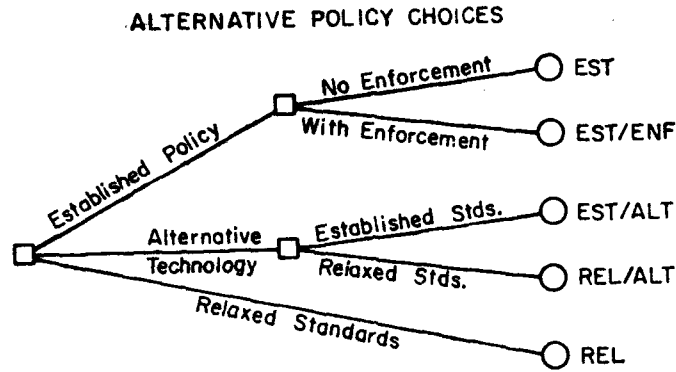 ALTERNATIVE POLICY CHOICES
No Enforcement
EST
With Enforcement
EST/ENF
Established Policy
Alternative
Technology
Established Stds.
EST/ALT
Relaxed Stds.
REL/ALT
Relaxed Standards
REL